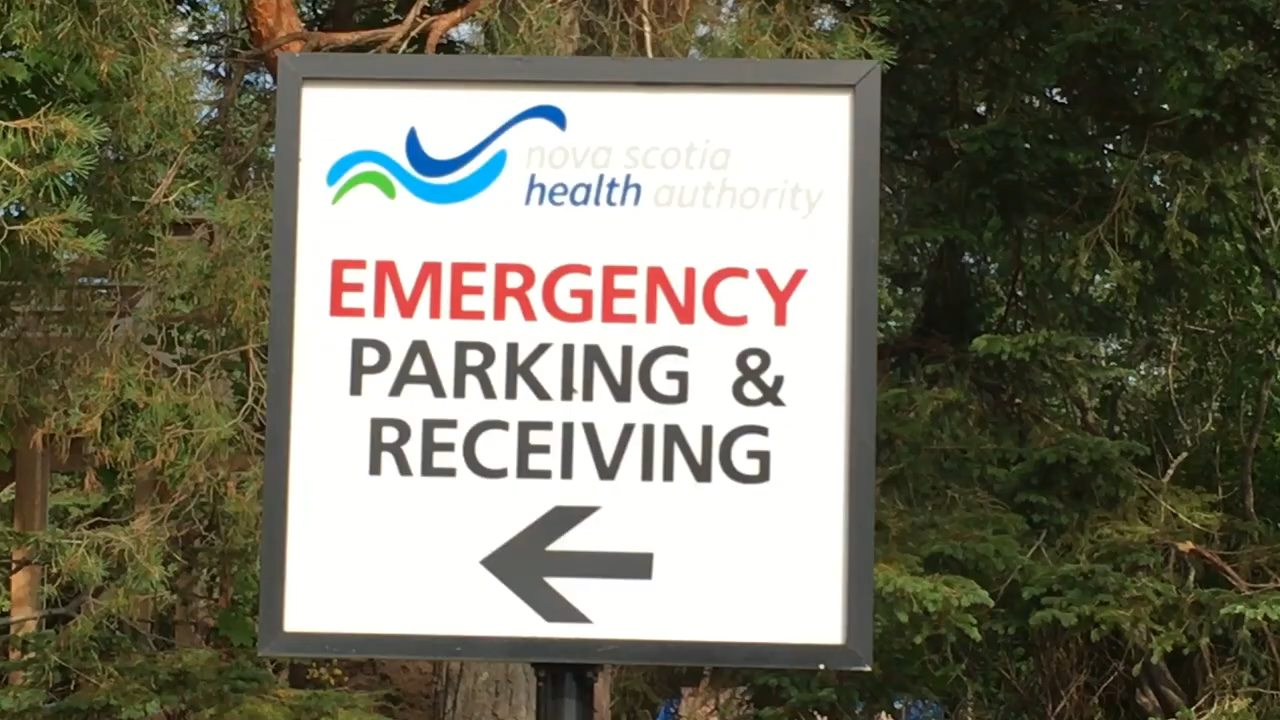 nova scotia
health authority
EMERGENCY
PARKING &
RECEIVING